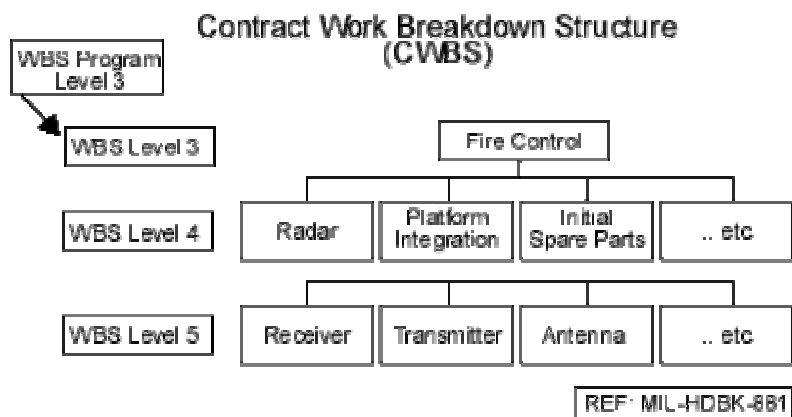 Contract Work Breakdown Structure
(CWBS)
WBS Program
Level 3
WBS Level 3
Fire Control
WBS Level 4
Radar
Platform
Integration
Initial
Spare Parts
.. etc
WBS Level 5
Receiver
Transmitter
Antenna
.. etc
REF: MIL-HDBK-881